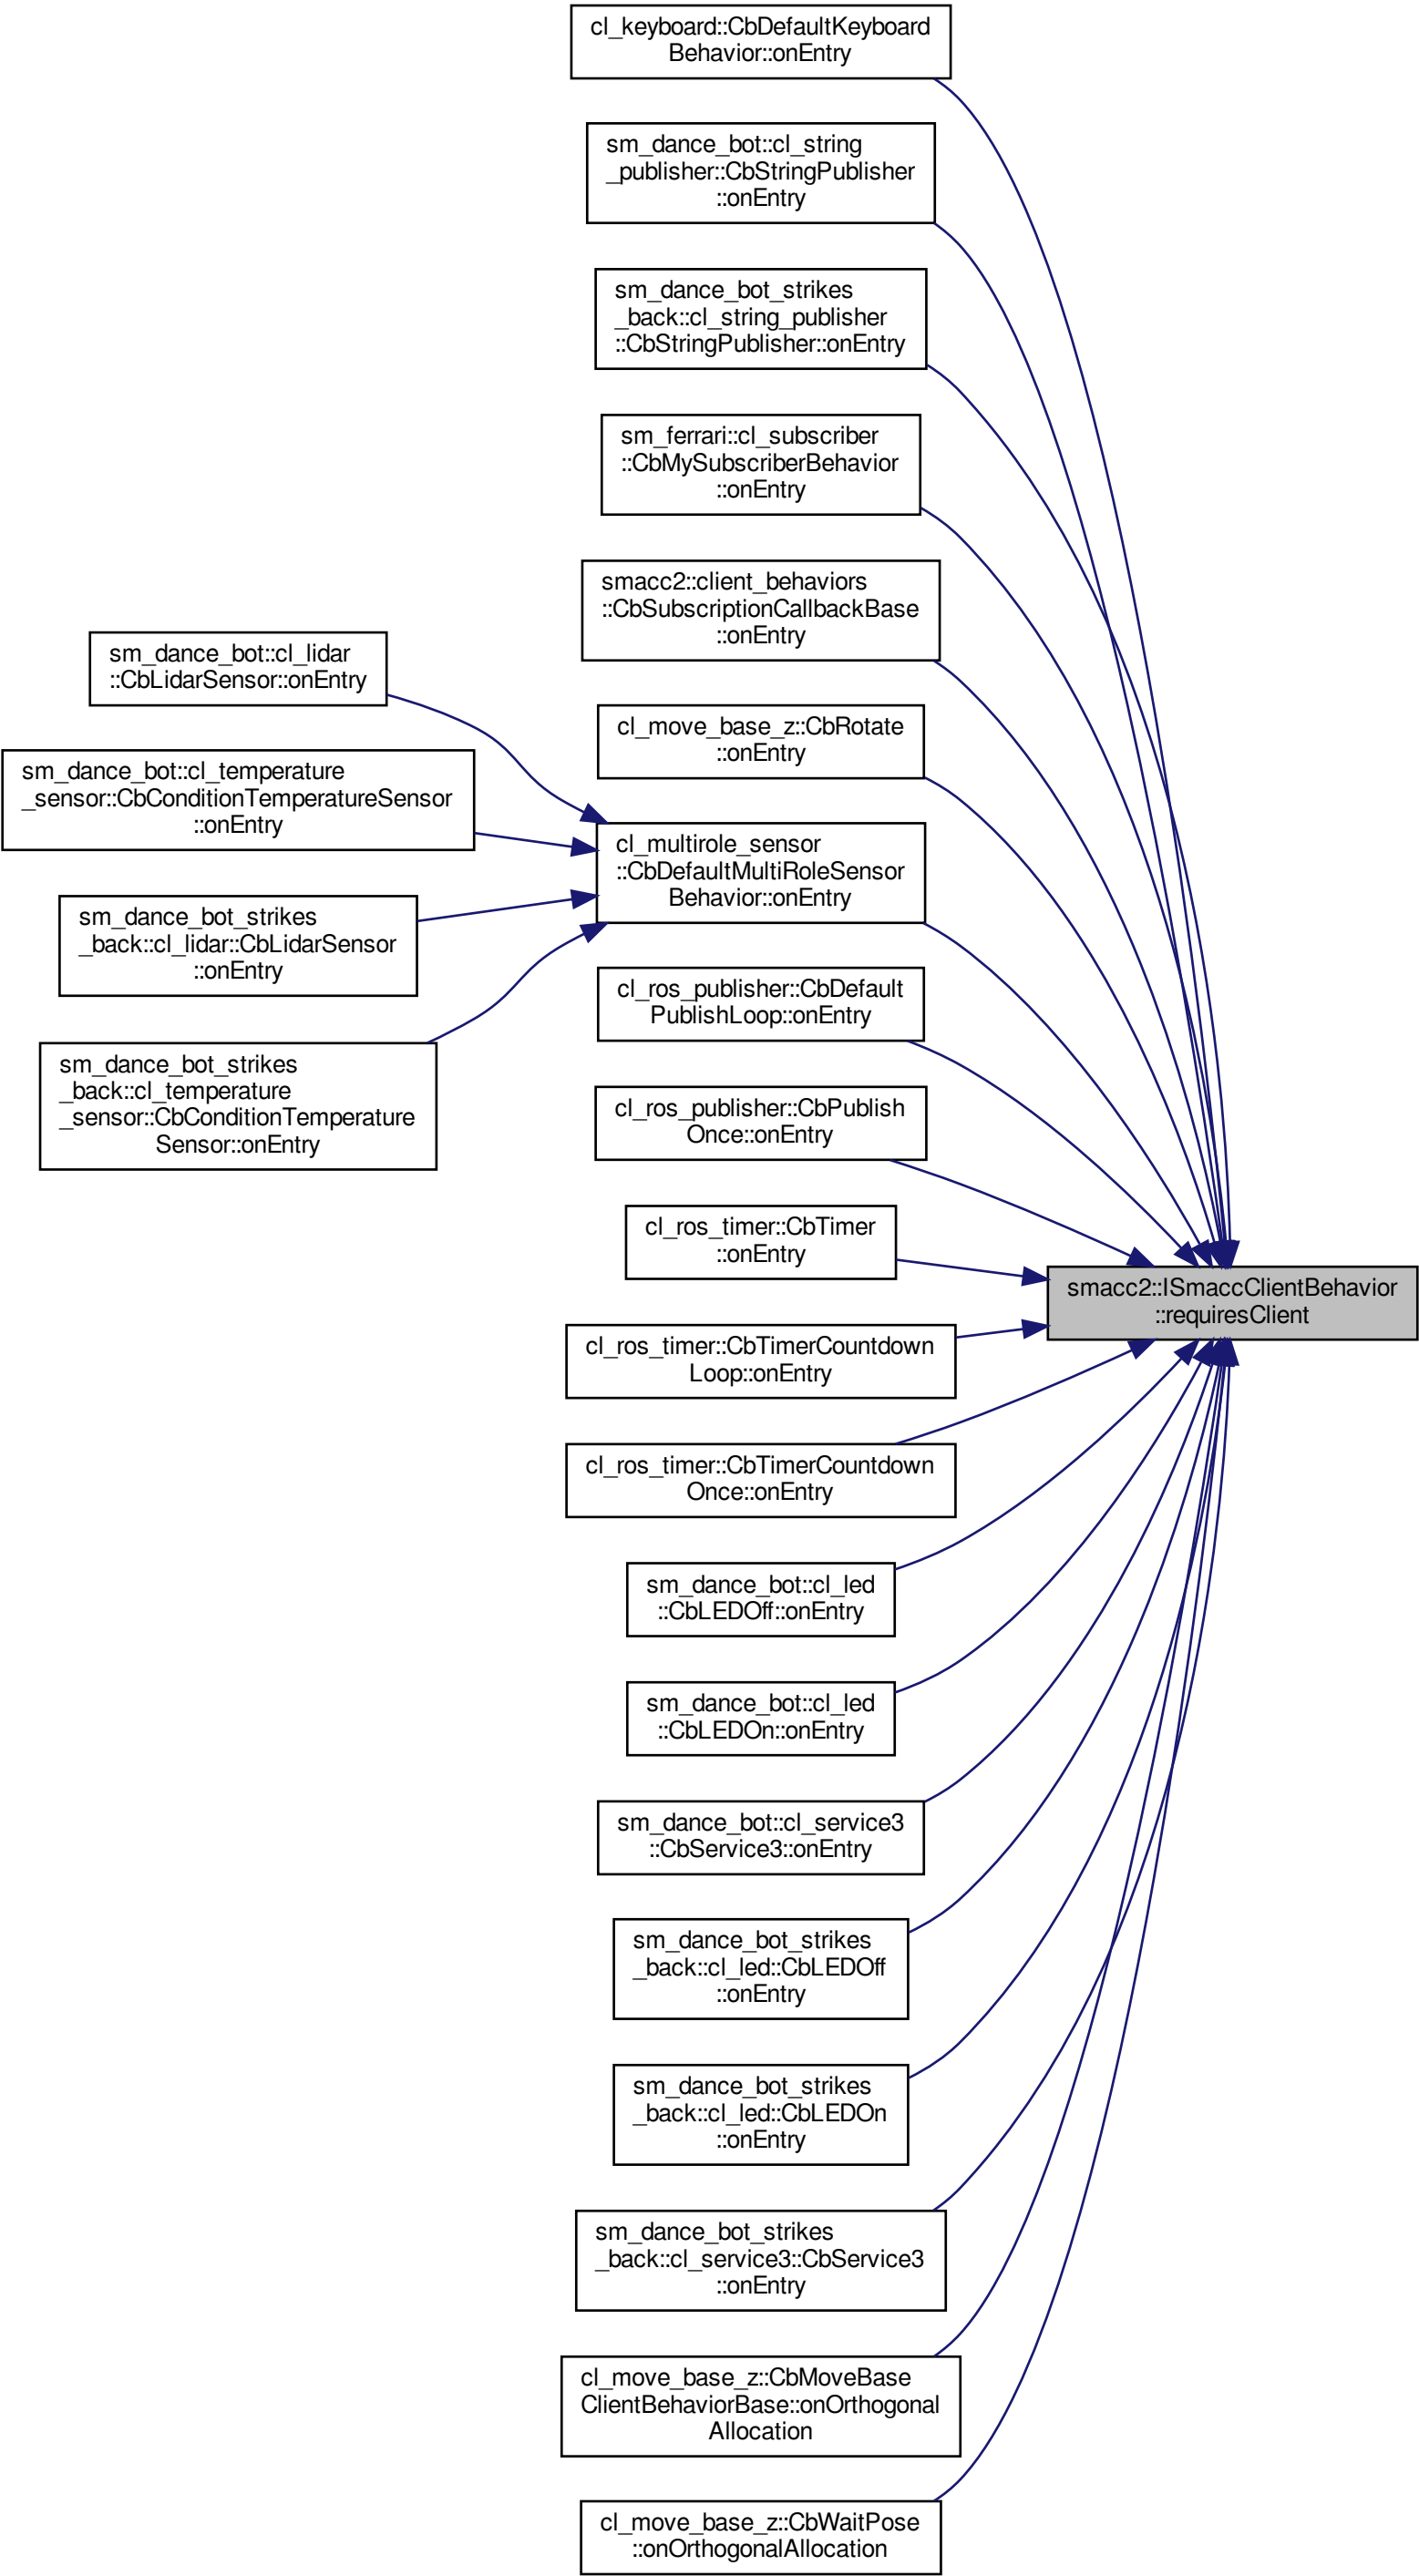 cl_keyboard::CbDefaultKeyboard
Behavior::onEntry
sm_dance_bot::cl_string
_publisher::CbStringPublisher
::onEntry
sm_dance_bot_strikes
_back::cl_string_publisher
::CbStringPublisher::onEntry
sm_ferrari::cl_subscriber
::CbMySubscriberBehavior
::onEntry
smacc2::client_behaviors
::CbSubscriptionCallbackBase
::onEntry
sm_dance_bot::cl_lidar
::CbLidarSensor::onEntry
cl_move_base_z::CbRotate
::onEntry
sm_dance_bot::cl_temperature
_sensor::CbConditionTemperatureSensor
::onEntry
cl_multirole_sensor
::CbDefaultMultiRoleSensor
Behavior::onEntry
sm_dance_bot_strikes
_back::cl_lidar::CbLidarSensor
::onEntry
cl_ros_publisher::CbDefault
PublishLoop::onEntry
sm_dance_bot_strikes
_back::cl_temperature
_sensor::CbConditionTemperature
Sensor::onEntry
cl_ros_publisher::CbPublish
Once::onEntry
cl_ros_timer::CbTimer
::onEntry
smacc2::ISmaccClientBehavior
::requiresClient
cl_ros_timer::CbTimerCountdown
Loop::onEntry
cl_ros_timer::CbTimerCountdown
Once::onEntry
sm_dance_bot::cl_led
::CbLEDOff::onEntry
sm_dance_bot::cl_led
::CbLEDOn::onEntry
sm_dance_bot::cl_service3
::CbService3::onEntry
sm_dance_bot_strikes
_back::cl_led::CbLEDOff
::onEntry
sm_dance_bot_strikes
_back::cl_led::CbLEDOn
::onEntry
sm_dance_bot_strikes
_back::cl_service3::CbService3
::onEntry
cl_move_base_z::CbMoveBase
ClientBehaviorBase::onOrthogonal
Allocation
cl_move_base_z::CbWaitPose
::onOrthogonalAllocation